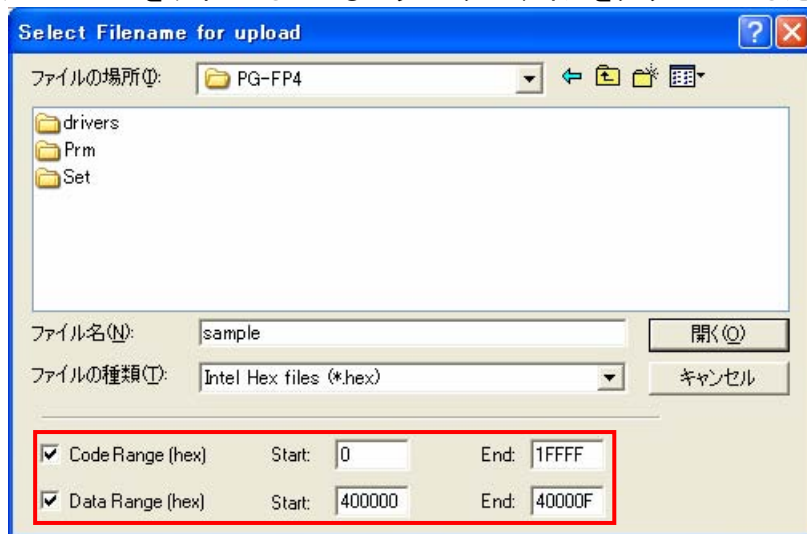 Select Filename for upload
ファイルの場所(I): PG-FP4
drivers
Prm
Set
ファイル名(N): sample 開く(O)
ファイルの種類(T): Intel Hex files (*.hex) キャンセル
Code Range (hex) Start: 0 End: 1FFFF
Data Range (hex) Start: 400000 End: 40000F